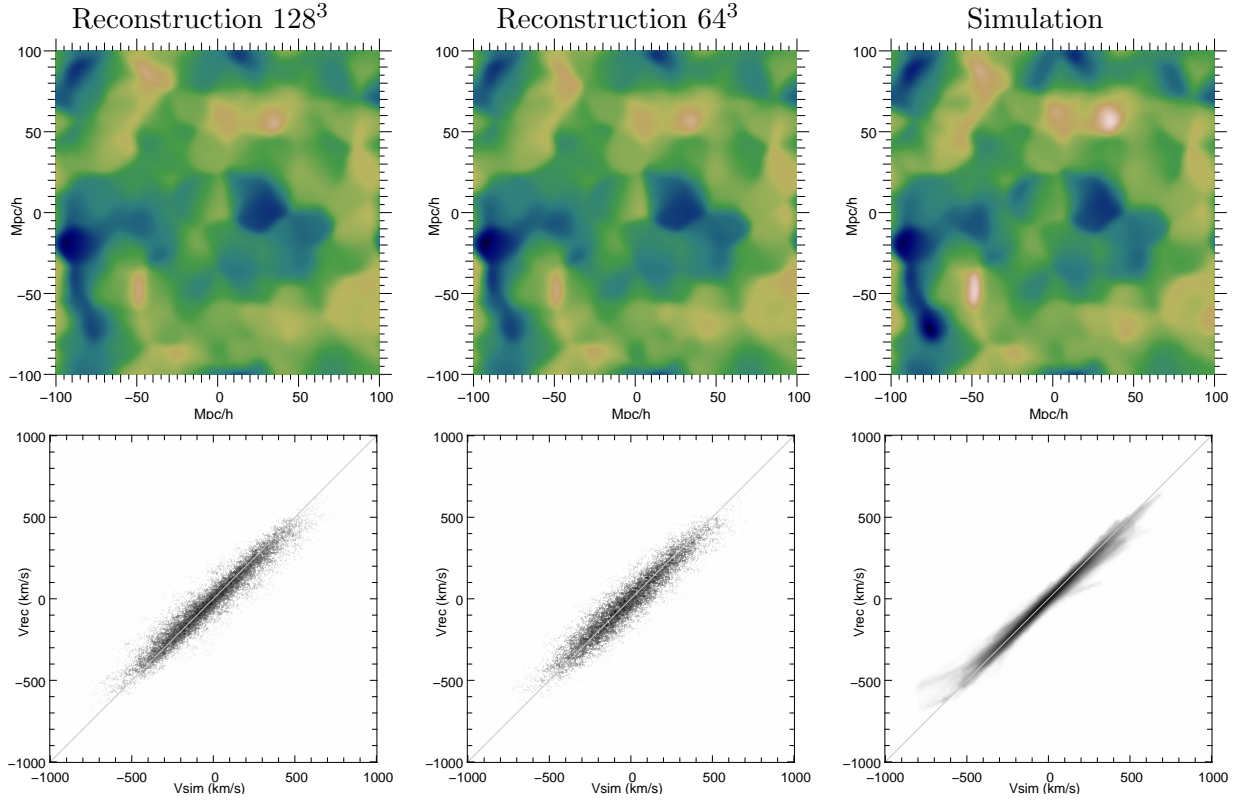 Reconstruction 128³ Reconstruction 64³ Simulation
100 100 100
50 50 50
0 0 0
−50 −50 −50
−100 −100 −100
Mpc/h Mpc/h Mpc/h
−100 −50 0 50 100 −100 −50 0 50 100 −100 −50 0 50 100
Mpc/h Mpc/h Mpc/h
1000 1000 1000
500 500 500
0 0 0
−500 −500 −500
−1000 −1000 −1000
Vrec (km/s) Vrec (km/s) Vrec (km/s)
−1000 −500 0 500 1000 −1000 −500 0 500 1000 −1000 −500 0 500 1000
Vsim (km/s) Vsim (km/s) Vsim (km/s)